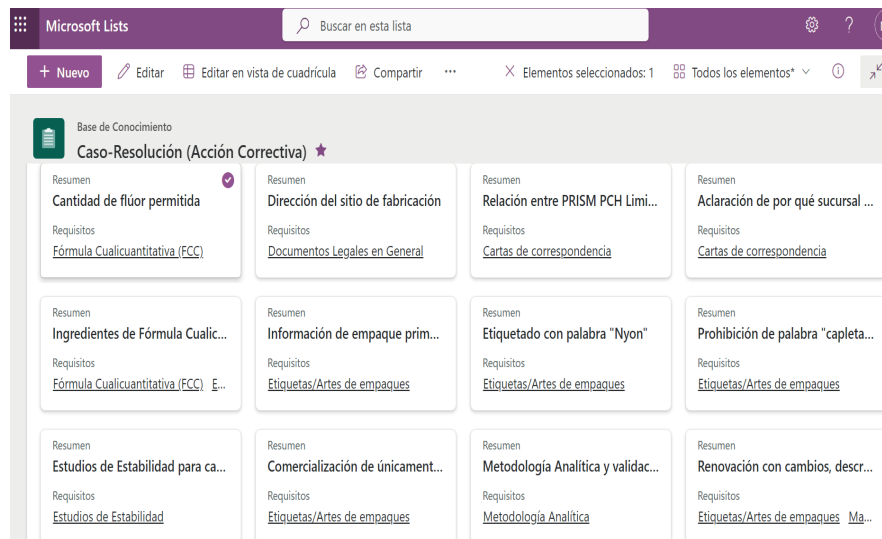 Microsoft Lists
Buscar en esta lista
?
+ Nuevo
Editar
Editar en vista de cuadrícula
Compartir
···
Elementos seleccionados: 1
Todos los elementos*
Base de Conocimiento
Caso-Resolución (Acción Correctiva)
Resumen Resumen Resumen Resumen
Cantidad de flúor permitida Dirección del sitio de fabricación Relación entre PRISM PCH Limi... Aclaración de por qué sucursal ...
Requisitos Requisitos Requisitos Requisitos
Fórmula Cualicuantitativa (FCC) Documentos Legales en General Cartas de correspondencia Cartas de correspondencia
Resumen Resumen Resumen Resumen
Ingredientes de Fórmula Cualic... Información de empaque prim... Etiquetado con palabra "Nyon" Prohibición de palabra "capleta...
Requisitos Requisitos Requisitos Requisitos
Fórmula Cualicuantitativa (FCC) E... Etiquetas/Artes de empaques Etiquetas/Artes de empaques Etiquetas/Artes de empaques
Resumen Resumen Resumen Resumen
Estudios de Estabilidad para ca... Comercialización de únicament... Metodología Analítica y validac... Renovación con cambios, descr...
Requisitos Requisitos Requisitos Requisitos
Estudios de Estabilidad Etiquetas/Artes de empaques Metodología Analítica Etiquetas/Artes de empaques Ma...